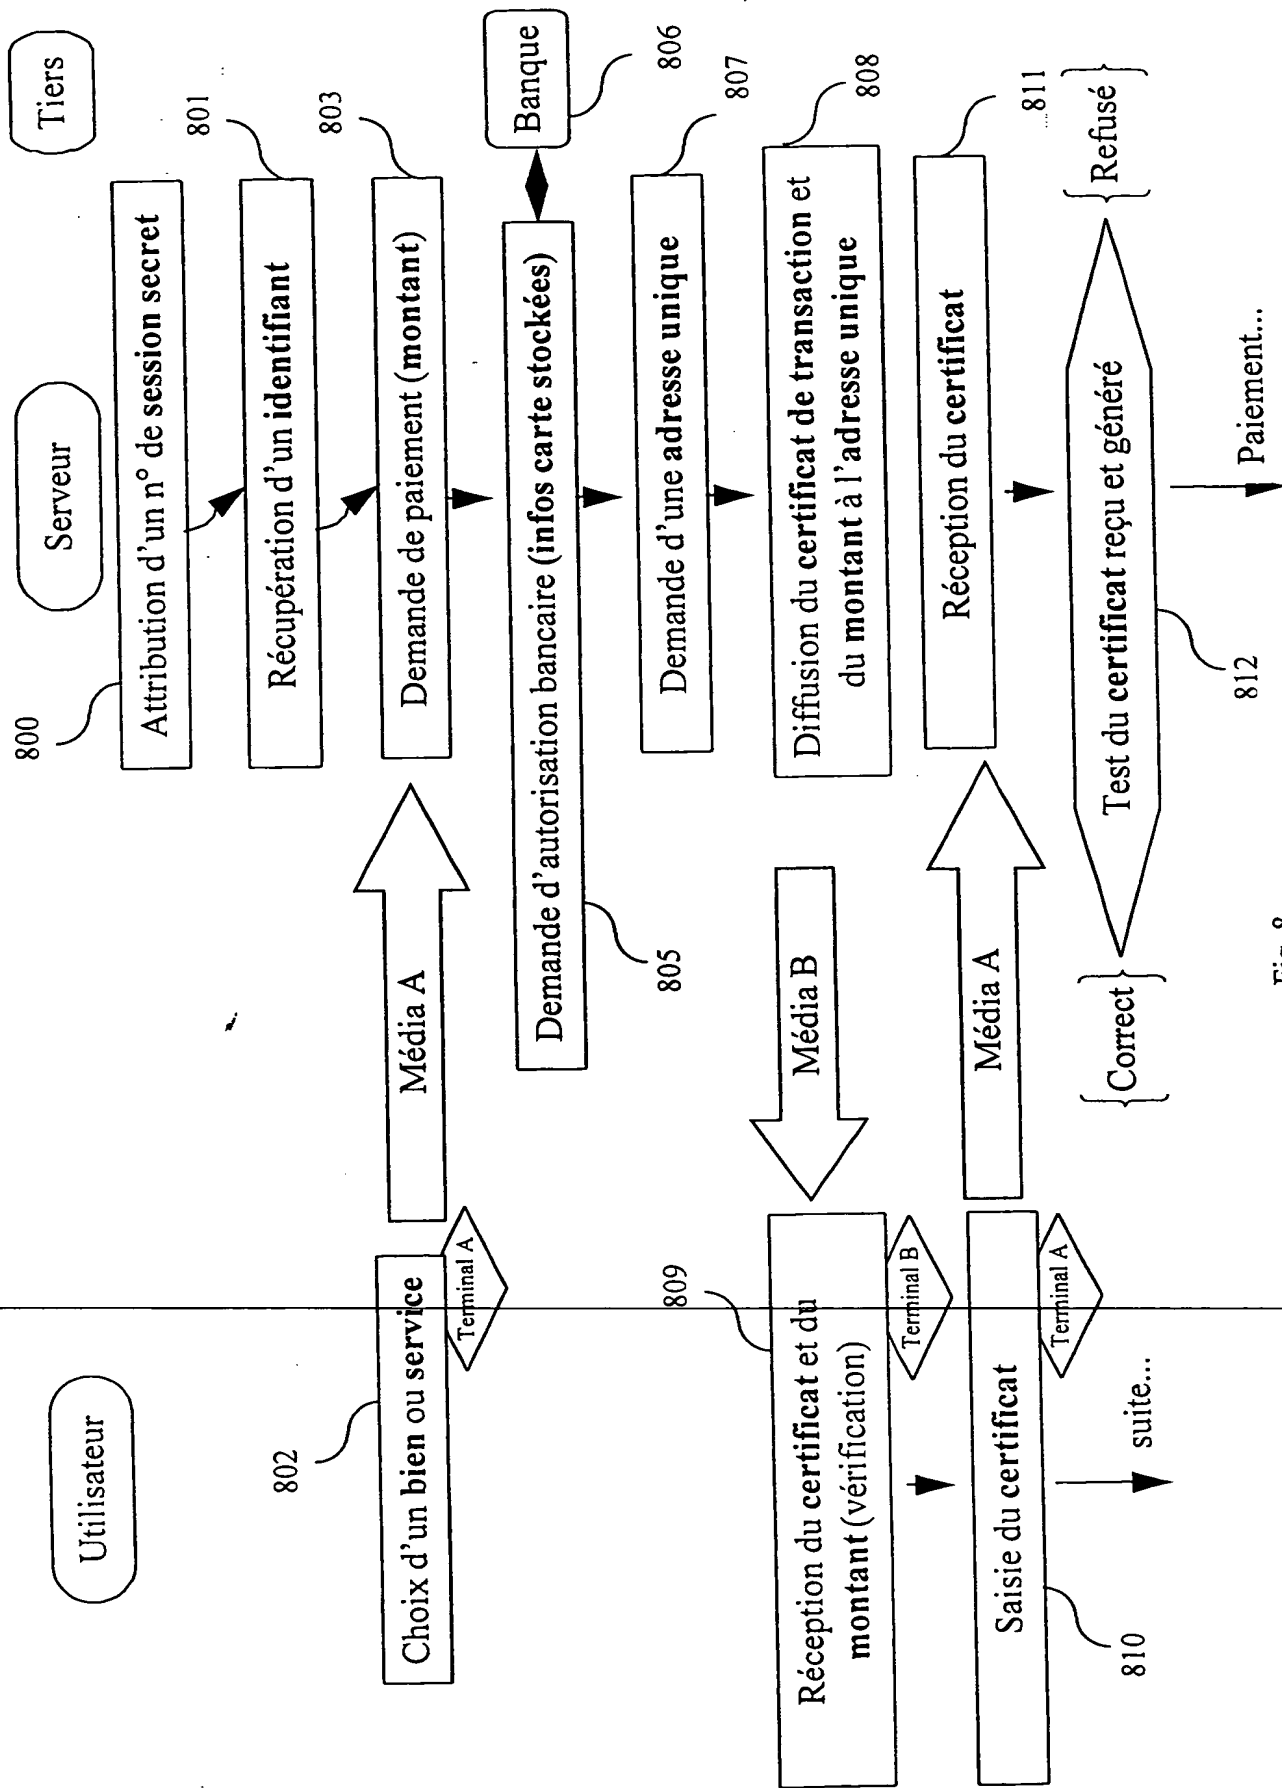 Utilisateur
Serveur
Tiers
800
Attribution d'un n° de session secret
801
Récupération d'un identifiant
802
Choix d'un bien ou service
Terminal A
Média A
803
Demande de paiement (montant)
Demande d'autorisation bancaire (infos carte stockées)
805
Banque
806
807
Demande d'une adresse unique
808
Diffusion du certificat de transaction et
du montant à l'adresse unique
Média B
809
Réception du certificat et du
montant (vérification)
Terminal B
Saisie du certificat
810
Terminal A
Média A
811
Réception du certificat
Correct
Test du certificat reçu et généré
Refusé
812
suite...
Paiement...